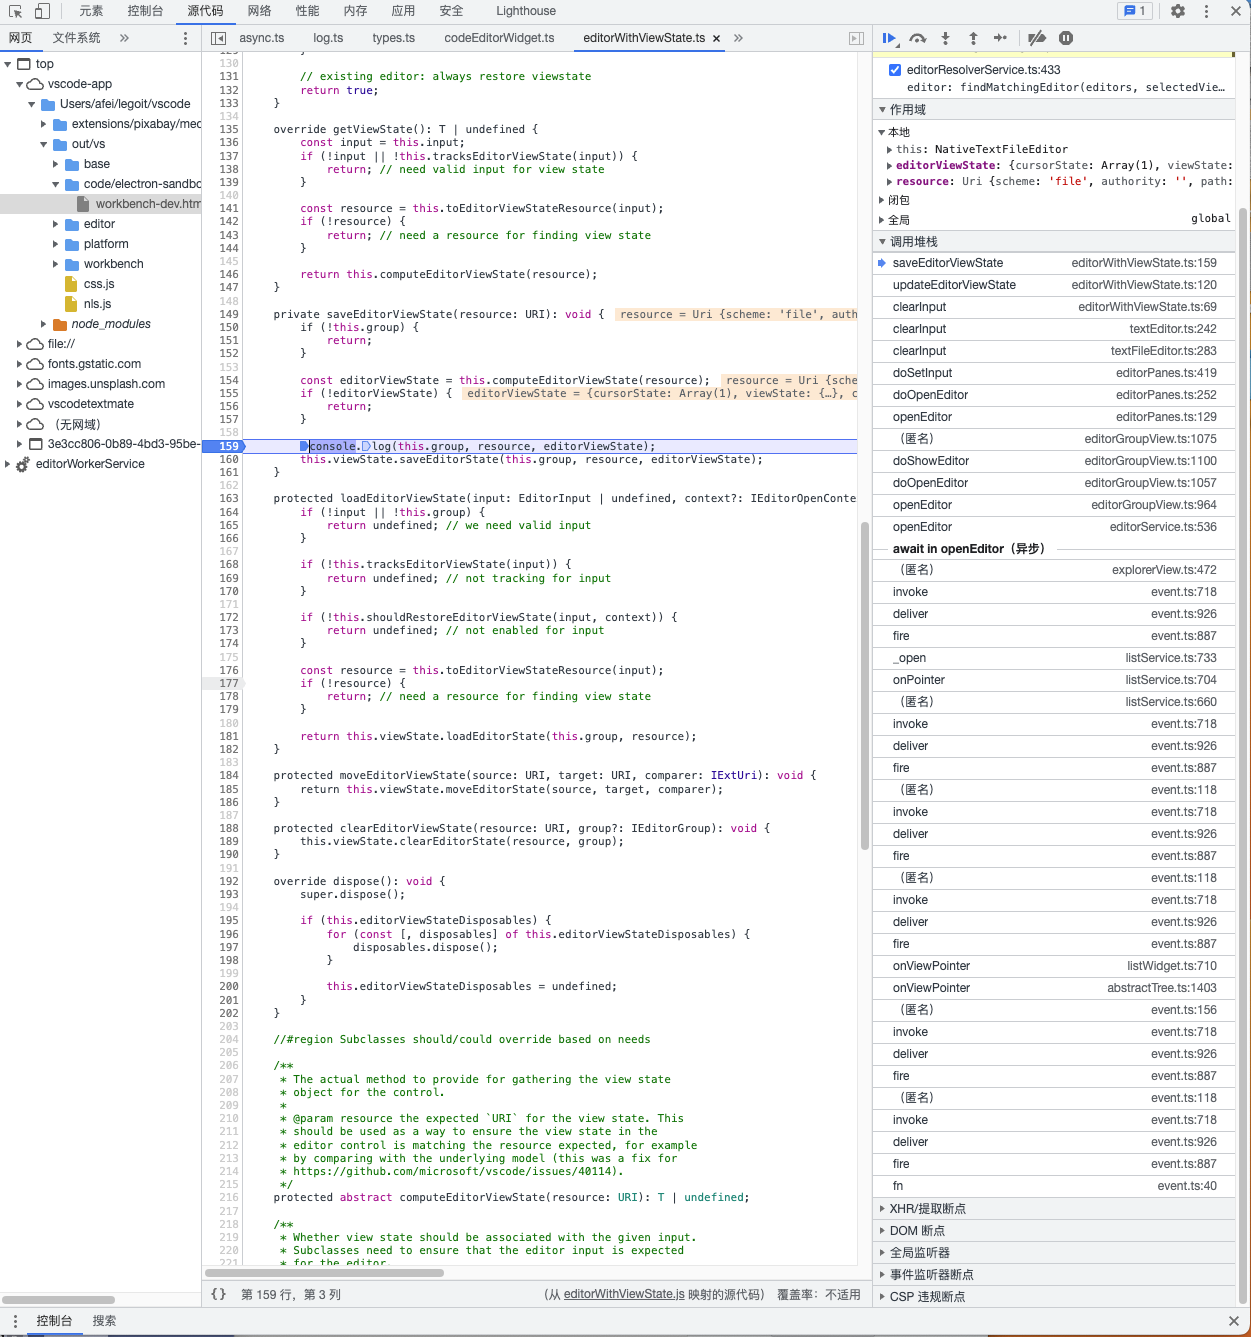 元素 控制台 源代码 网络 性能 内存 应用 安全 Lighthouse 1
网页 文件系统 »
async.ts log.ts types.ts codeEditorWidget.ts editorWithViewState.ts × »
top
vscode-app
Users/afei/legoit/vscode
extensions/pixabay/mec
out/vs
base
code/electron-sandbo
workbench-dev.htm
editor
platform
workbench
css.js
nls.js
node_modules
file://
fonts.gstatic.com
images.unsplash.com
vscodetextmate
（无网域）
3e3cc806-0b89-4bd3-95be-
editorWorkerService
130
131 // existing editor: always restore viewstate
132 return true;
133 }
134
135 override getViewState(): T | undefined {
136 const input = this.input;
137 if (!input || !this.tracksEditorViewState(input)) {
138 return; // need valid input for view state
139 }
140
141 const resource = this.toEditorViewStateResource(input);
142 if (!resource) {
143 return; // need a resource for finding view state
144 }
145
146 return this.computeEditorViewState(resource);
147 }
148
149 private saveEditorViewState(resource: URI): void { resource = Uri {scheme: 'file', auth
150 if (!this.group) {
151 return;
152 }
153
154 const editorViewState = this.computeEditorViewState(resource); resource = Uri {sche
155 if (!editorViewState) { editorViewState = {cursorState: Array(1), viewState: {…}, c
156 return;
157 }
158
159 console.log(this.group, resource, editorViewState);
160 this.viewState.saveEditorState(this.group, resource, editorViewState);
161 }
162
163 protected loadEditorViewState(input: EditorInput | undefined, context?: IEditorOpenConte
164 if (!input || !this.group) {
165 return undefined; // we need valid input
166 }
167
168 if (!this.tracksEditorViewState(input)) {
169 return undefined; // not tracking for input
170 }
171
172 if (!this.shouldRestoreEditorViewState(input, context)) {
173 return undefined; // not enabled for input
174 }
175
176 const resource = this.toEditorViewStateResource(input);
177 if (!resource) {
178 return; // need a resource for finding view state
179 }
180
181 return this.viewState.loadEditorState(this.group, resource);
182 }
183
184 protected moveEditorViewState(source: URI, target: URI, comparer: IExtUri): void {
185 return this.viewState.moveEditorState(source, target, comparer);
186 }
187
188 protected clearEditorViewState(resource: URI, group?: IEditorGroup): void {
189 this.viewState.clearEditorState(resource, group);
190 }
191
192 override dispose(): void {
193 super.dispose();
194
195 if (this.editorViewStateDisposables) {
196 for (const [, disposables] of this.editorViewStateDisposables) {
197 disposables.dispose();
198 }
199
200 this.editorViewStateDisposables = undefined;
201 }
202 }
203
204 //#region Subclasses should/could override based on needs
205
206 /**
207 * The actual method to provide for gathering the view state
208 * object for the control.
209 *
210 * @param resource the expected `URI` for the view state. This
211 * should be used as a way to ensure the view state in the
212 * editor control is matching the resource expected, for example
213 * by comparing with the underlying model (this was a fix for
214 * https://github.com/microsoft/vscode/issues/40114).
215 */
216 protected abstract computeEditorViewState(resource: URI): T | undefined;
217
218 /**
219 * Whether view state should be associated with the given input.
220 * Subclasses need to ensure that the editor input is expected
221 * for the editor.
{} 第 159 行，第 3 列 （从 editorWithViewState.js 映射的源代码） 覆盖率：不适用
editorResolverService.ts:433
editor: findMatchingEditor(editors, selectedVie…
作用域
本地
this: NativeTextFileEditor
editorViewState: {cursorState: Array(1), viewState:
resource: Uri {scheme: 'file', authority: '', path:
闭包
全局 global
调用堆栈
saveEditorViewState editorWithViewState.ts:159
updateEditorViewState editorWithViewState.ts:120
clearInput editorWithViewState.ts:69
clearInput textEditor.ts:242
clearInput textFileEditor.ts:283
doSetInput editorPanes.ts:419
doOpenEditor editorPanes.ts:252
openEditor editorPanes.ts:129
（匿名） editorGroupView.ts:1075
doShowEditor editorGroupView.ts:1100
doOpenEditor editorGroupView.ts:1057
openEditor editorGroupView.ts:964
openEditor editorService.ts:536
await in openEditor（异步）
（匿名） explorerView.ts:472
invoke event.ts:718
deliver event.ts:926
fire event.ts:887
_open listService.ts:733
onPointer listService.ts:704
（匿名） listService.ts:660
invoke event.ts:718
deliver event.ts:926
fire event.ts:887
（匿名） event.ts:118
invoke event.ts:718
deliver event.ts:926
fire event.ts:887
（匿名） event.ts:118
invoke event.ts:718
deliver event.ts:926
fire event.ts:887
onViewPointer listWidget.ts:710
onViewPointer abstractTree.ts:1403
（匿名） event.ts:156
invoke event.ts:718
deliver event.ts:926
fire event.ts:887
（匿名） event.ts:118
invoke event.ts:718
deliver event.ts:926
fire event.ts:887
fn event.ts:40
XHR/提取断点
DOM 断点
全局监听器
事件监听器断点
CSP 违规断点
控制台 搜索